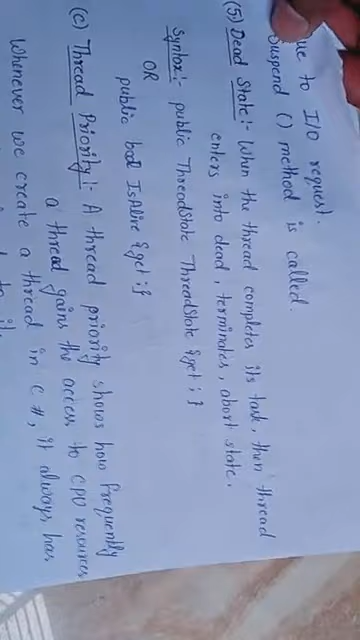 ue to I/O request.
Suspend () method is called.
(5) Dead State:- When the thread completes its task, then thread
enters into dead, terminates, abort state.
Syntax:- public ThreadState ThreadState {get;}
OR
public bool IsAlive {get;}
(c) Thread Priority:- A thread priority shows how frequently
a thread gains the access to CPU resources
Whenever we create a thread in C#, it always has